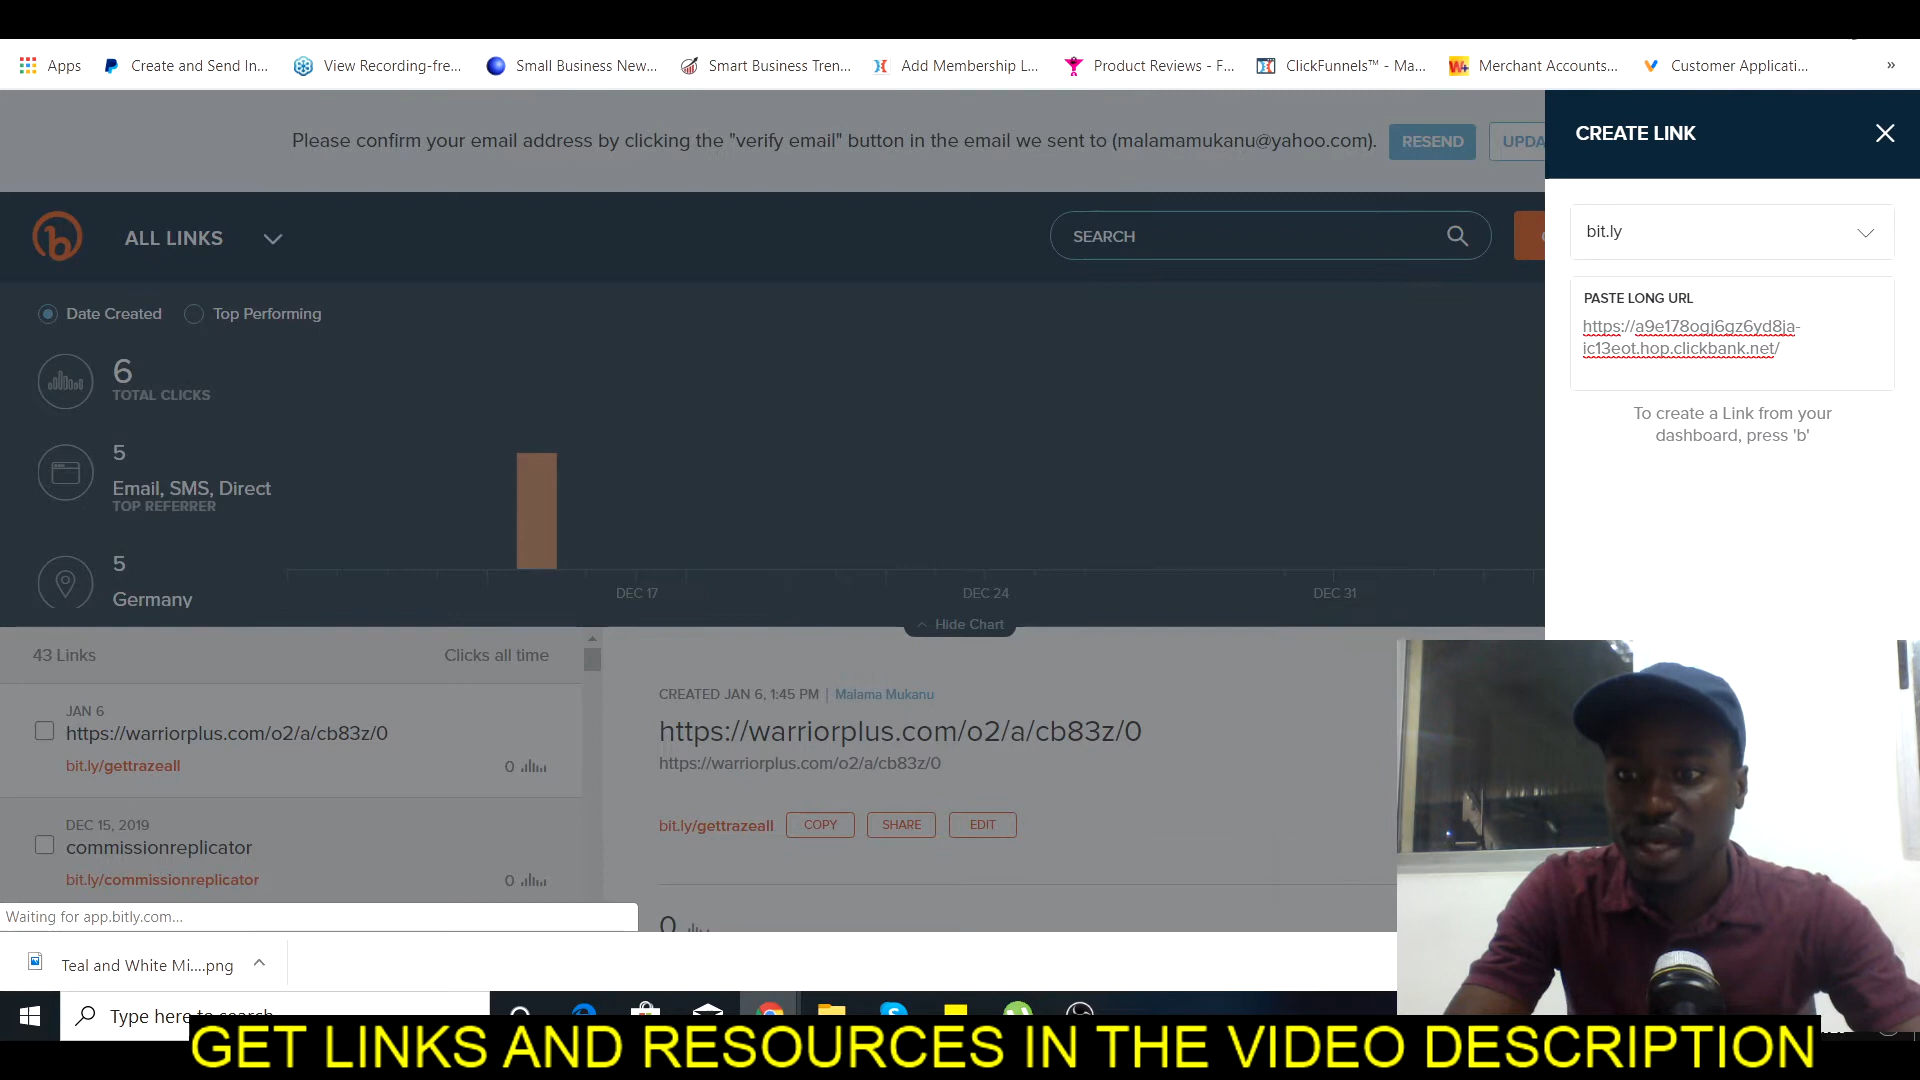 Apps
Create and Send In...
View Recording-fre...
Small Business New...
Smart Business Tren...
Add Membership L...
Product Reviews - F...
ClickFunnels™ - Ma...
Merchant Accounts...
Customer Applicati...
»
Please confirm your email address by clicking the "verify email" button in the email we sent to (malamamukanu@yahoo.com).
RESEND
UPDA
CREATE LINK
ALL LINKS
SEARCH
bit.ly
Date Created
Top Performing
PASTE LONG URL
https://a9e178ogj6gz6yd8ja-
ic13eot.hop.clickbank.net/
6
TOTAL CLICKS
To create a Link from your
dashboard, press 'b'
5
Email, SMS, Direct
TOP REFERRER
5
Germany
DEC 17
DEC 24
DEC 31
Hide Chart
43 Links
Clicks all time
JAN 6
https://warriorplus.com/o2/a/cb83z/0
bit.ly/gettrazeall
0
DEC 15, 2019
commissionreplicator
bit.ly/commissionreplicator
0
CREATED JAN 6, 1:45 PM | Malama Mukanu
https://warriorplus.com/o2/a/cb83z/0
https://warriorplus.com/o2/a/cb83z/0
bit.ly/gettrazeall
COPY
SHARE
EDIT
0
Waiting for app.bitly.com...
Teal and White Mi....png
Type here to search
GET LINKS AND RESOURCES IN THE VIDEO DESCRIPTION